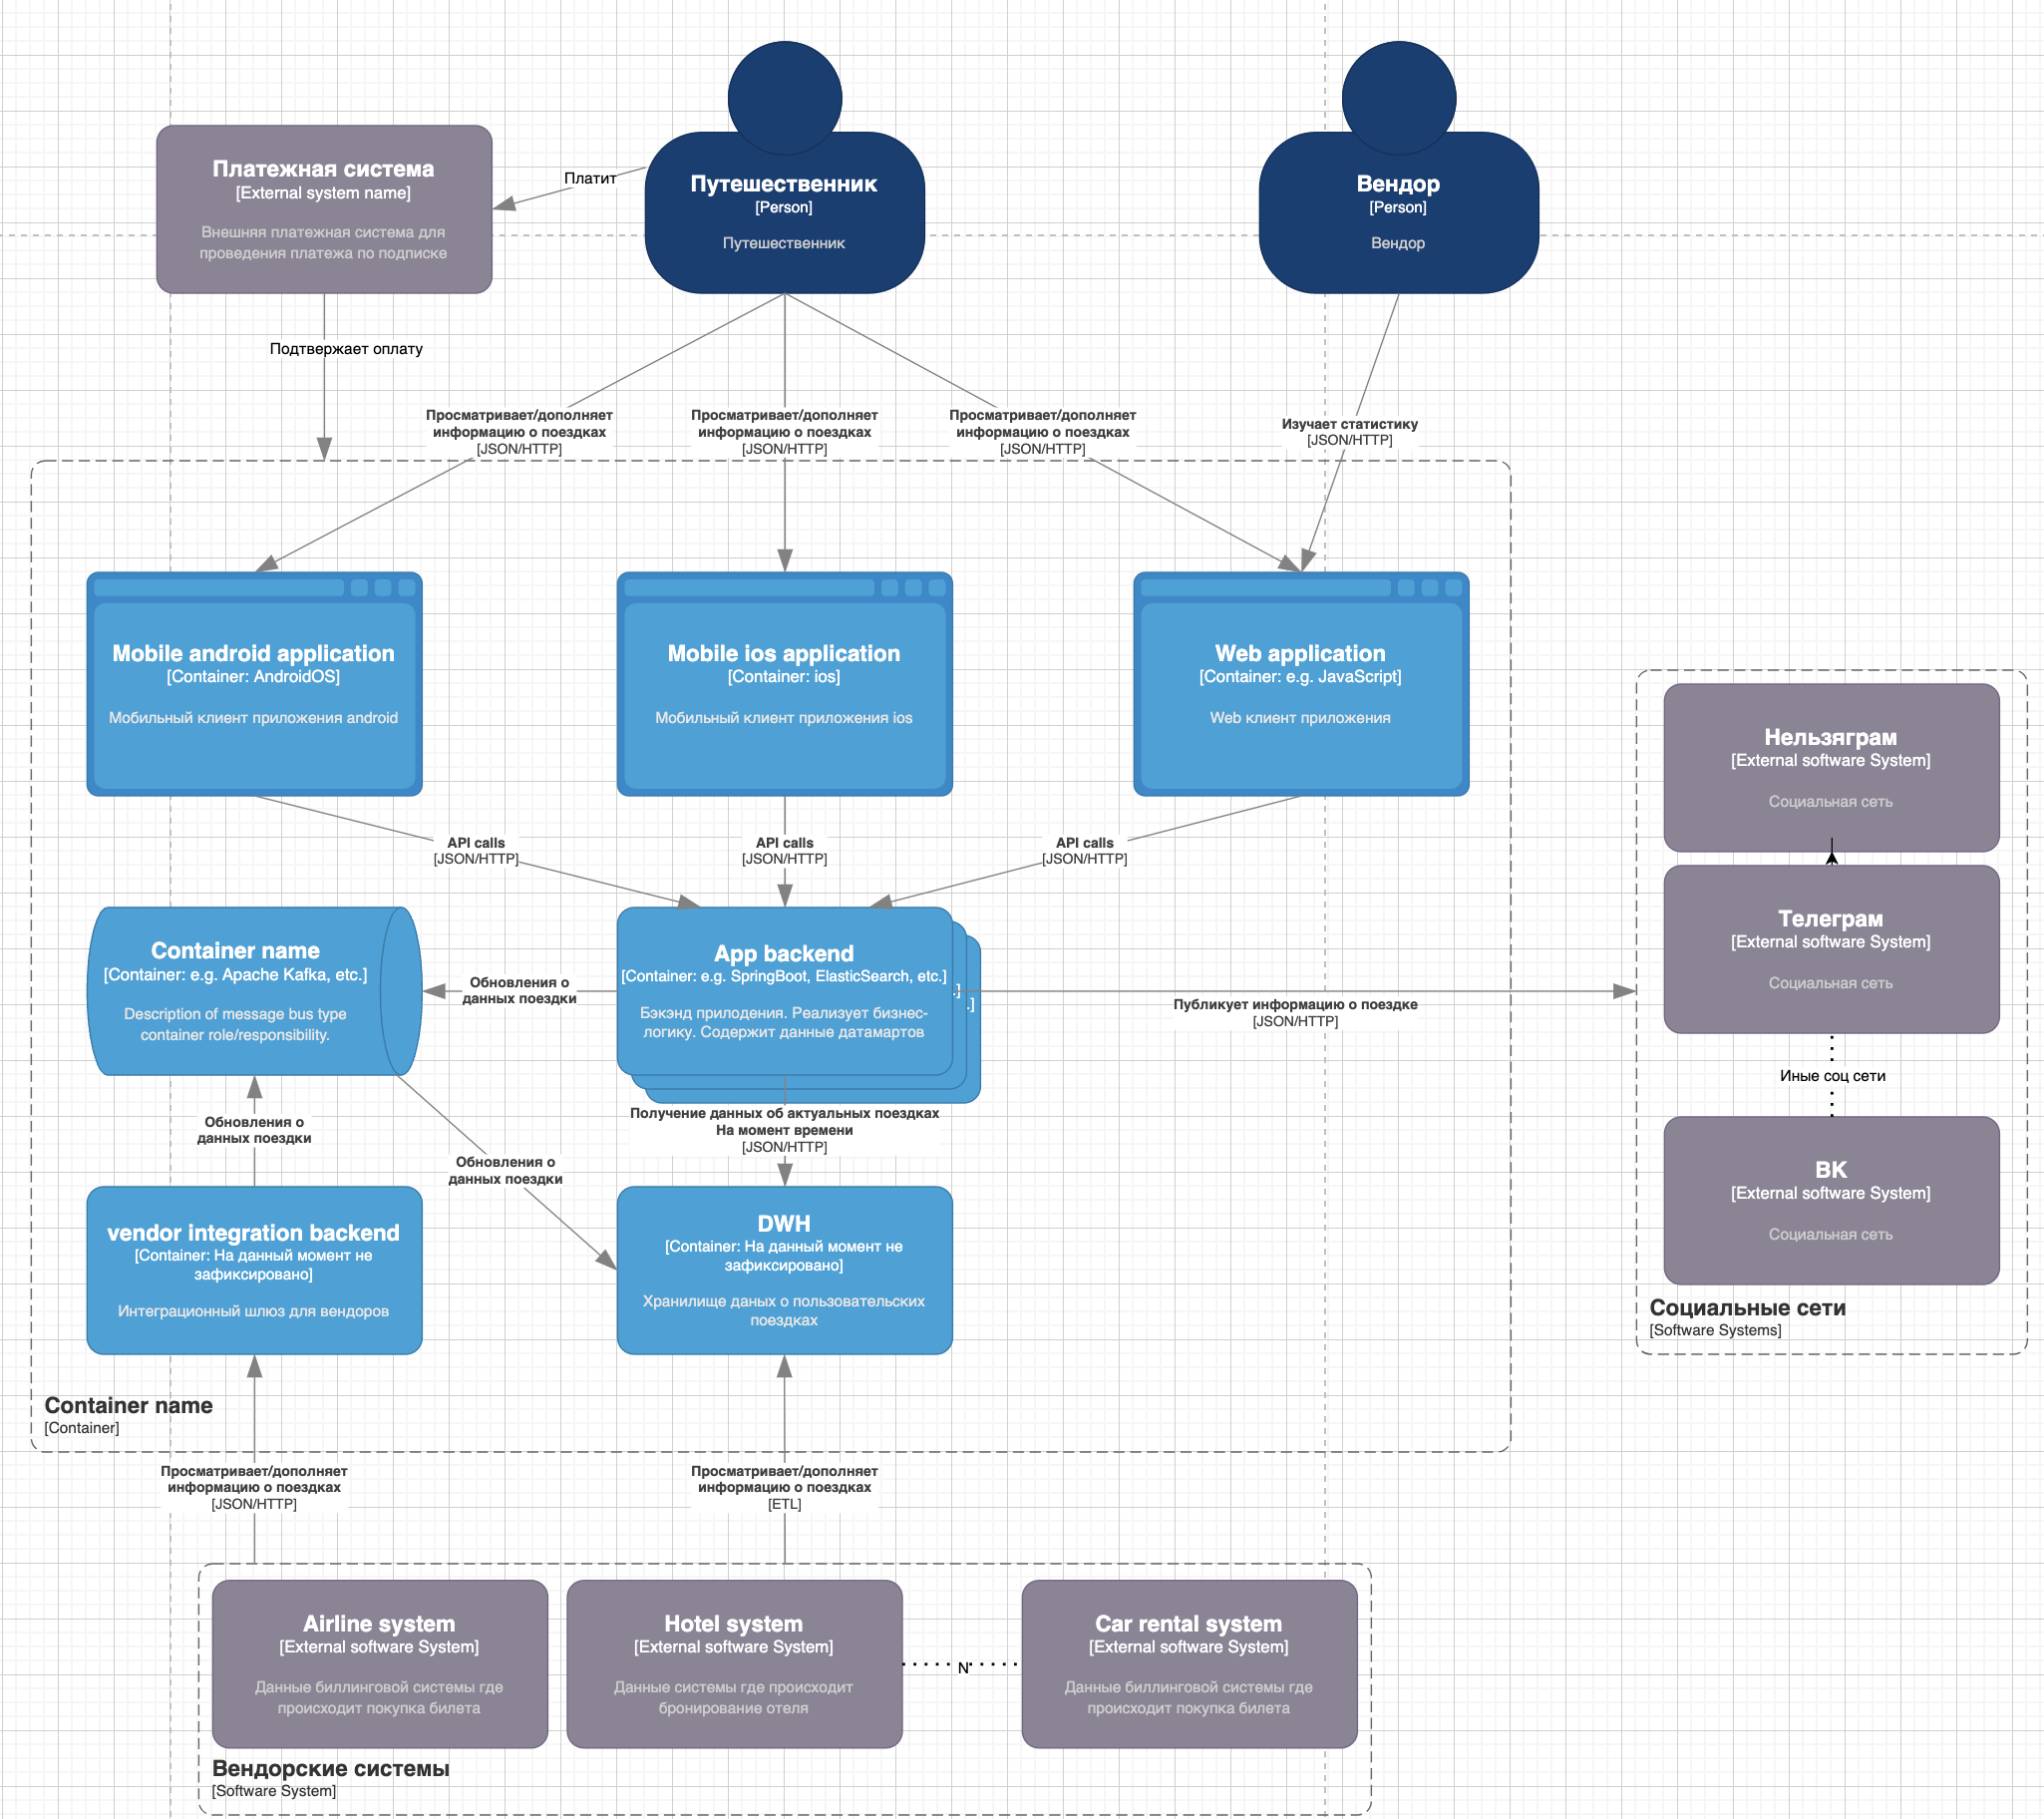 Платежная система
[External system name]
Внешняя платежная система для
проведения платежа по подписке
Платит
Путешественник
[Person]
Путешественник
Вендор
[Person]
Вендор
Подтвержает оплату
Просматривает/дополняет
информацию о поездках
[JSON/HTTP]
Просматривает/дополняет
информацию о поездках
[JSON/HTTP]
Просматривает/дополняет
информацию о поездках
[JSON/HTTP]
Изучает статистику
[JSON/HTTP]
Mobile android application
[Container: AndroidOS]
Мобильный клиент приложения android
Mobile ios application
[Container: ios]
Мобильный клиент приложения ios
Web application
[Container: e.g. JavaScript]
Web клиент приложения
API calls
[JSON/HTTP]
API calls
[JSON/HTTP]
API calls
[JSON/HTTP]
Container name
[Container: e.g. Apache Kafka, etc.]
Description of message bus type
container role/responsibility.
Обновления о
данных поездки
App backend
[Container: e.g. SpringBoot, ElasticSearch, etc.]
Бэкэнд прилодения. Реализует бизнес-
логику. Содержит данные датамартов
.]
.]
Публикует информацию о поездке
[JSON/HTTP]
Обновления о
данных поездки
Обновления о
данных поездки
Получение данных об актуальных поездках
На момент времени
[JSON/HTTP]
vendor integration backend
[Container: На данный момент не
зафиксировано]
Интеграционный шлюз для вендоров
DWH
[Container: На данный момент не
зафиксировано]
Хранилище даных о пользовательских
поездках
Container name
[Container]
Нельзяграм
[External software System]
Социальная сеть
Телеграм
[External software System]
Социальная сеть
Иные соц сети
ВК
[External software System]
Социальная сеть
Социальные сети
[Software Systems]
Просматривает/дополняет
информацию о поездках
[JSON/HTTP]
Просматривает/дополняет
информацию о поездках
[ETL]
Airline system
[External software System]
Данные биллинговой системы где
происходит покупка билета
Hotel system
[External software System]
Данные системы где происходит
бронирование отеля
N
Car rental system
[External software System]
Данные биллинговой системы где
происходит покупка билета
Вендорские системы
[Software System]